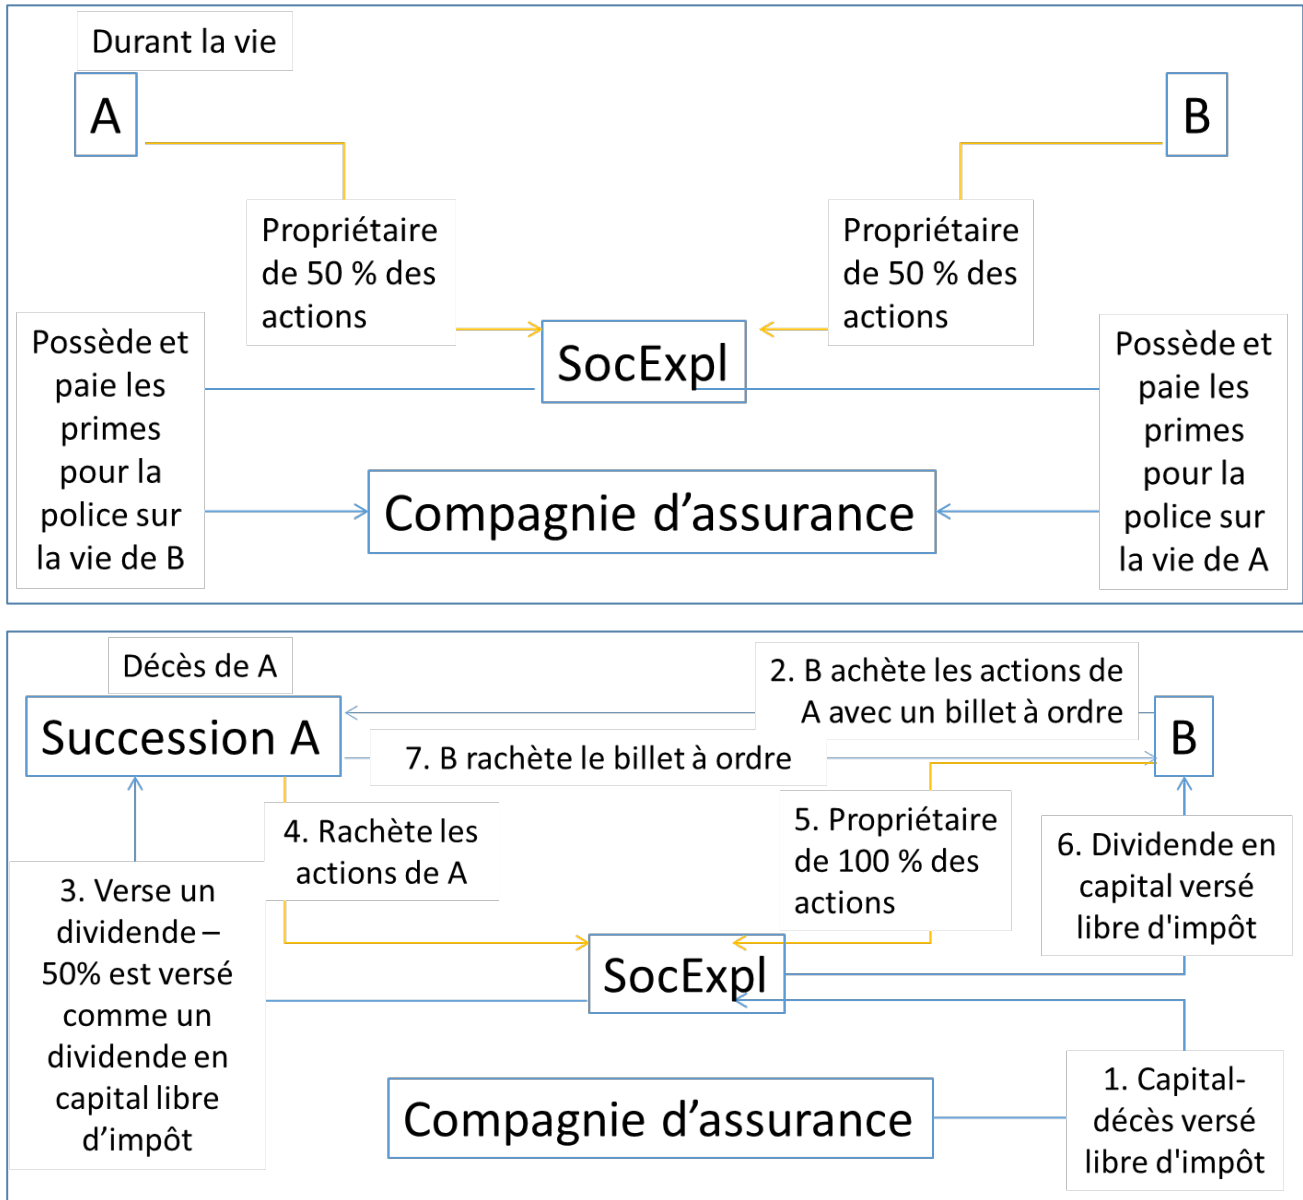 Durant la vie
A
B
Propriétaire
de 50 % des
actions
Propriétaire
de 50 % des
actions
SocExpl
Possède et
paie les
primes
pour la
police sur
la vie de B
Possède et
paie les
primes
pour la
police sur
la vie de A
Compagnie d’assurance
Décès de A
Succession A
2. B achète les actions de
A avec un billet à ordre
B
7. B rachète le billet à ordre
4. Rachète les
actions de A
5. Propriétaire
de 100 % des
actions
6. Dividende en
capital versé
libre d'impôt
3. Verse un
dividende –
50% est versé
comme un
dividende en
capital libre
d’impôt
SocExpl
Compagnie d’assurance
1. Capital-
décès versé
libre d'impôt